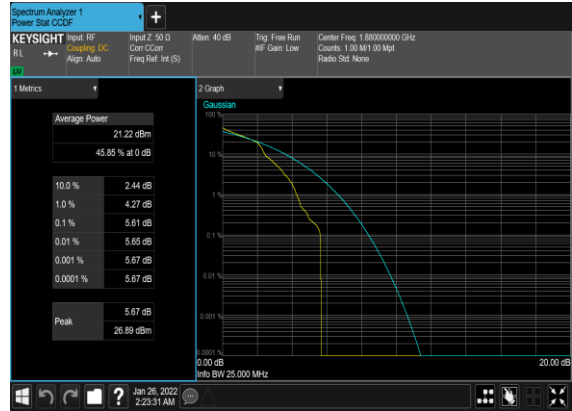 Spectrum Analyzer 1
Power Stat CCDF
KEYSIGHT
RL
Input: RF
Coupling: DC
Align: Auto
Input Z: 50 Ω
Corr CCorr
Freq Ref: Int (S)
Atten: 40 dB
Trig: Free Run
#IF Gain: Low
Center Freq: 1.880000000 GHz
Counts: 1.00 M/1.00 Mpt
Radio Std: None
1 Metrics
Average Power
21.22 dBm
45.85 % at 0 dB
10.0 % 2.44 dB
1.0 % 4.27 dB
0.1 % 5.61 dB
0.01 % 5.65 dB
0.001 % 5.67 dB
0.0001 % 5.67 dB
Peak
5.67 dB
26.89 dBm
2 Graph
Gaussian
100 %
10 %
1 %
0.1 %
0.01 %
0.001 %
0.0001 %
0.00 dB
20.00 dB
Info BW 25.000 MHz
?
Jan 26, 2022
2:23:31 AM